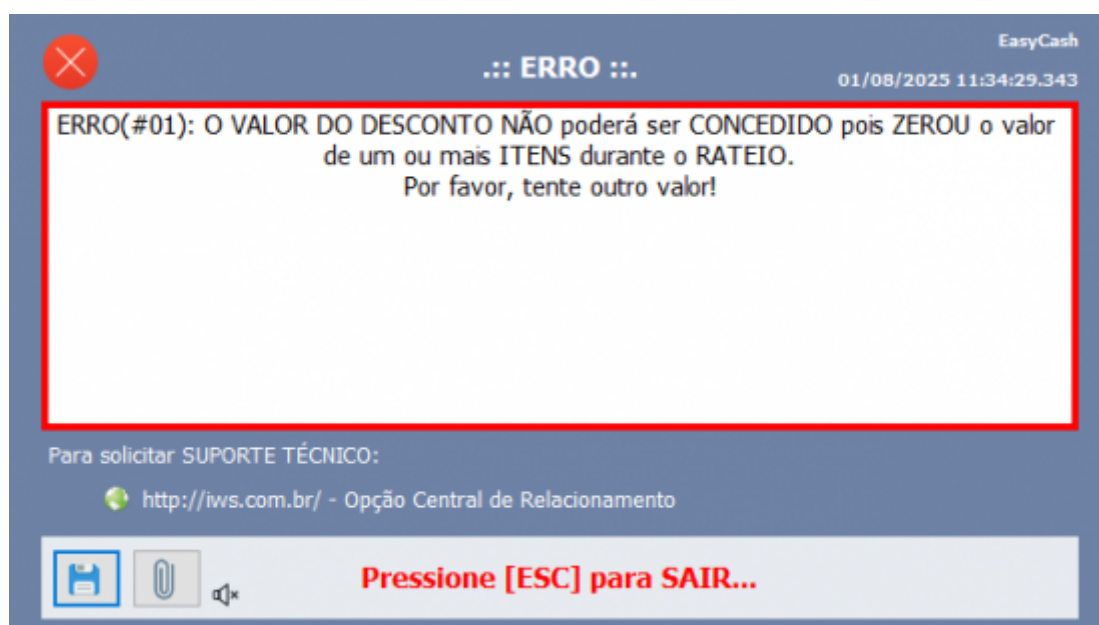 EasyCash
.:: ERRO ::.
01/08/2025 11:34:29.343
ERRO(#01): O VALOR DO DESCONTO NÃO poderá ser CONCEDIDO pois ZEROU o valor
de um ou mais ITENS durante o RATEIO.
Por favor, tente outro valor!
Para solicitar SUPORTE TÉCNICO:
http://iws.com.br/ - Opção Central de Relacionamento
Pressione [ESC] para SAIR...